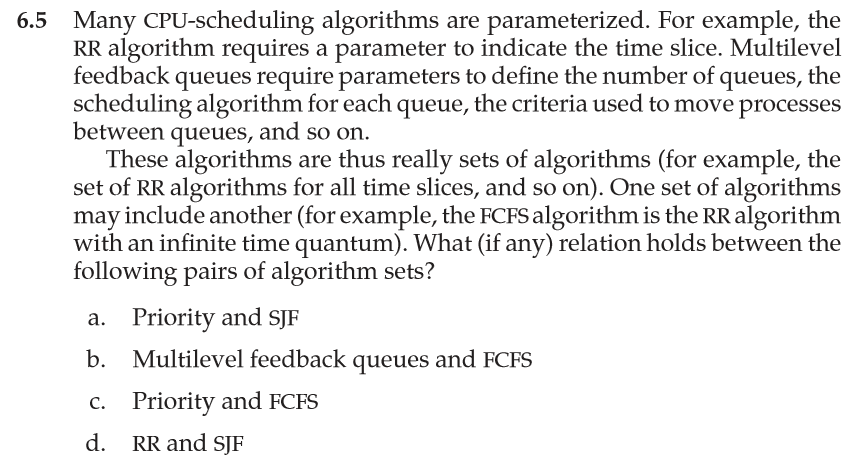 6.5 Many CPU-scheduling algorithms are parameterized. For example, the
RR algorithm requires a parameter to indicate the time slice. Multilevel
feedback queues require parameters to define the number of queues, the
scheduling algorithm for each queue, the criteria used to move processes
between queues, and so on.
These algorithms are thus really sets of algorithms (for example, the
set of RR algorithms for all time slices, and so on). One set of algorithms
may include another (for example, the FCFS algorithm is the RR algorithm
with an infinite time quantum). What (if any) relation holds between the
following pairs of algorithm sets?
a. Priority and SJF
b. Multilevel feedback queues and FCFS
c. Priority and FCFS
d. RR and SJF